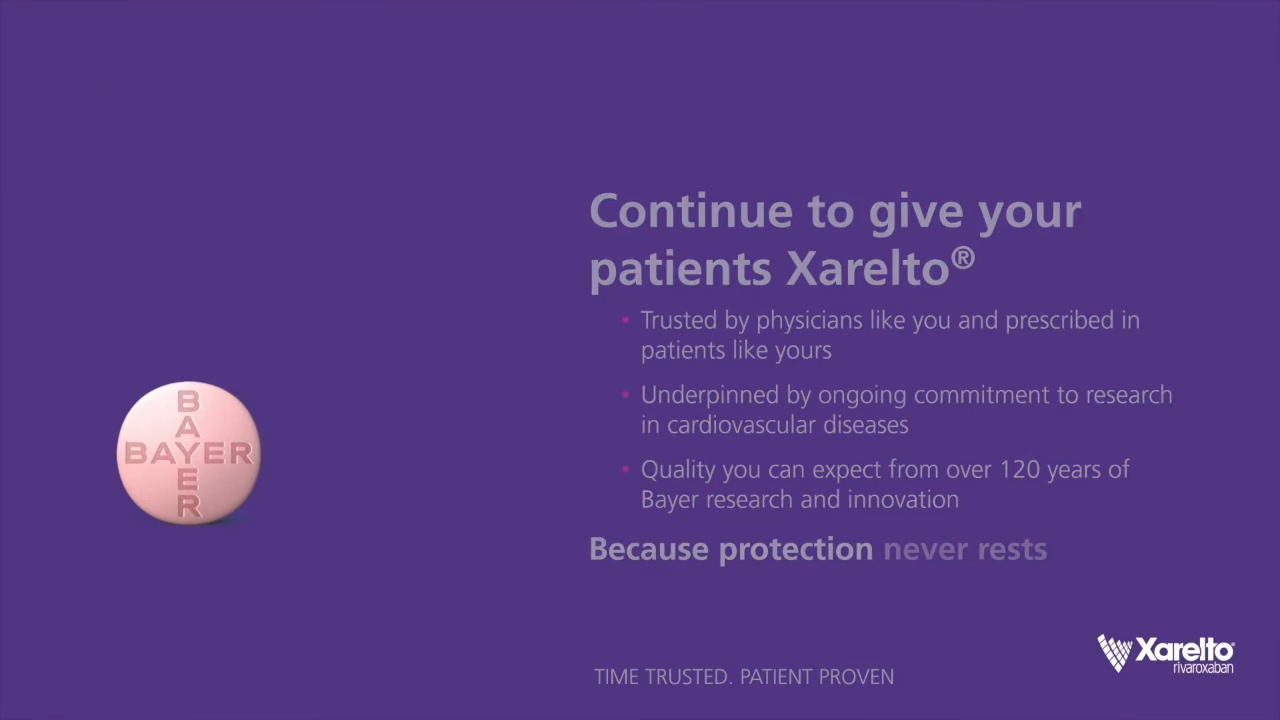 Continue to give your
patients Xarelto®
• Trusted by physicians like you and prescribed in
patients like yours
• Underpinned by ongoing commitment to research
in cardiovascular diseases
• Quality you can expect from over 120 years of
Bayer research and innovation
Because protection never rests
BAYER
BAYER
TIME TRUSTED. PATIENT PROVEN
Xarelto®
rivaroxaban